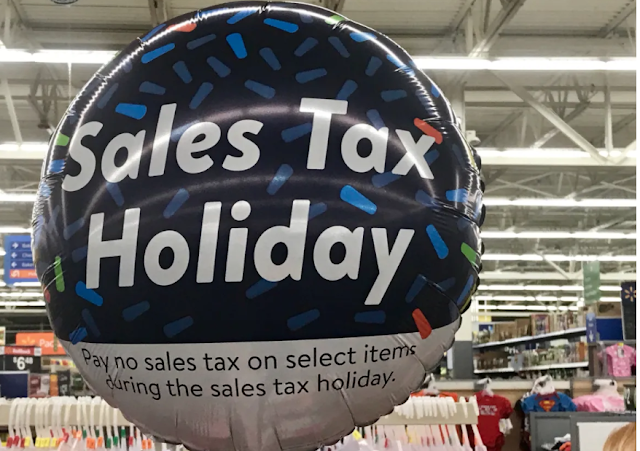 Sales Tax
Holiday
Pay no sales tax on select items
during the sales tax holiday.